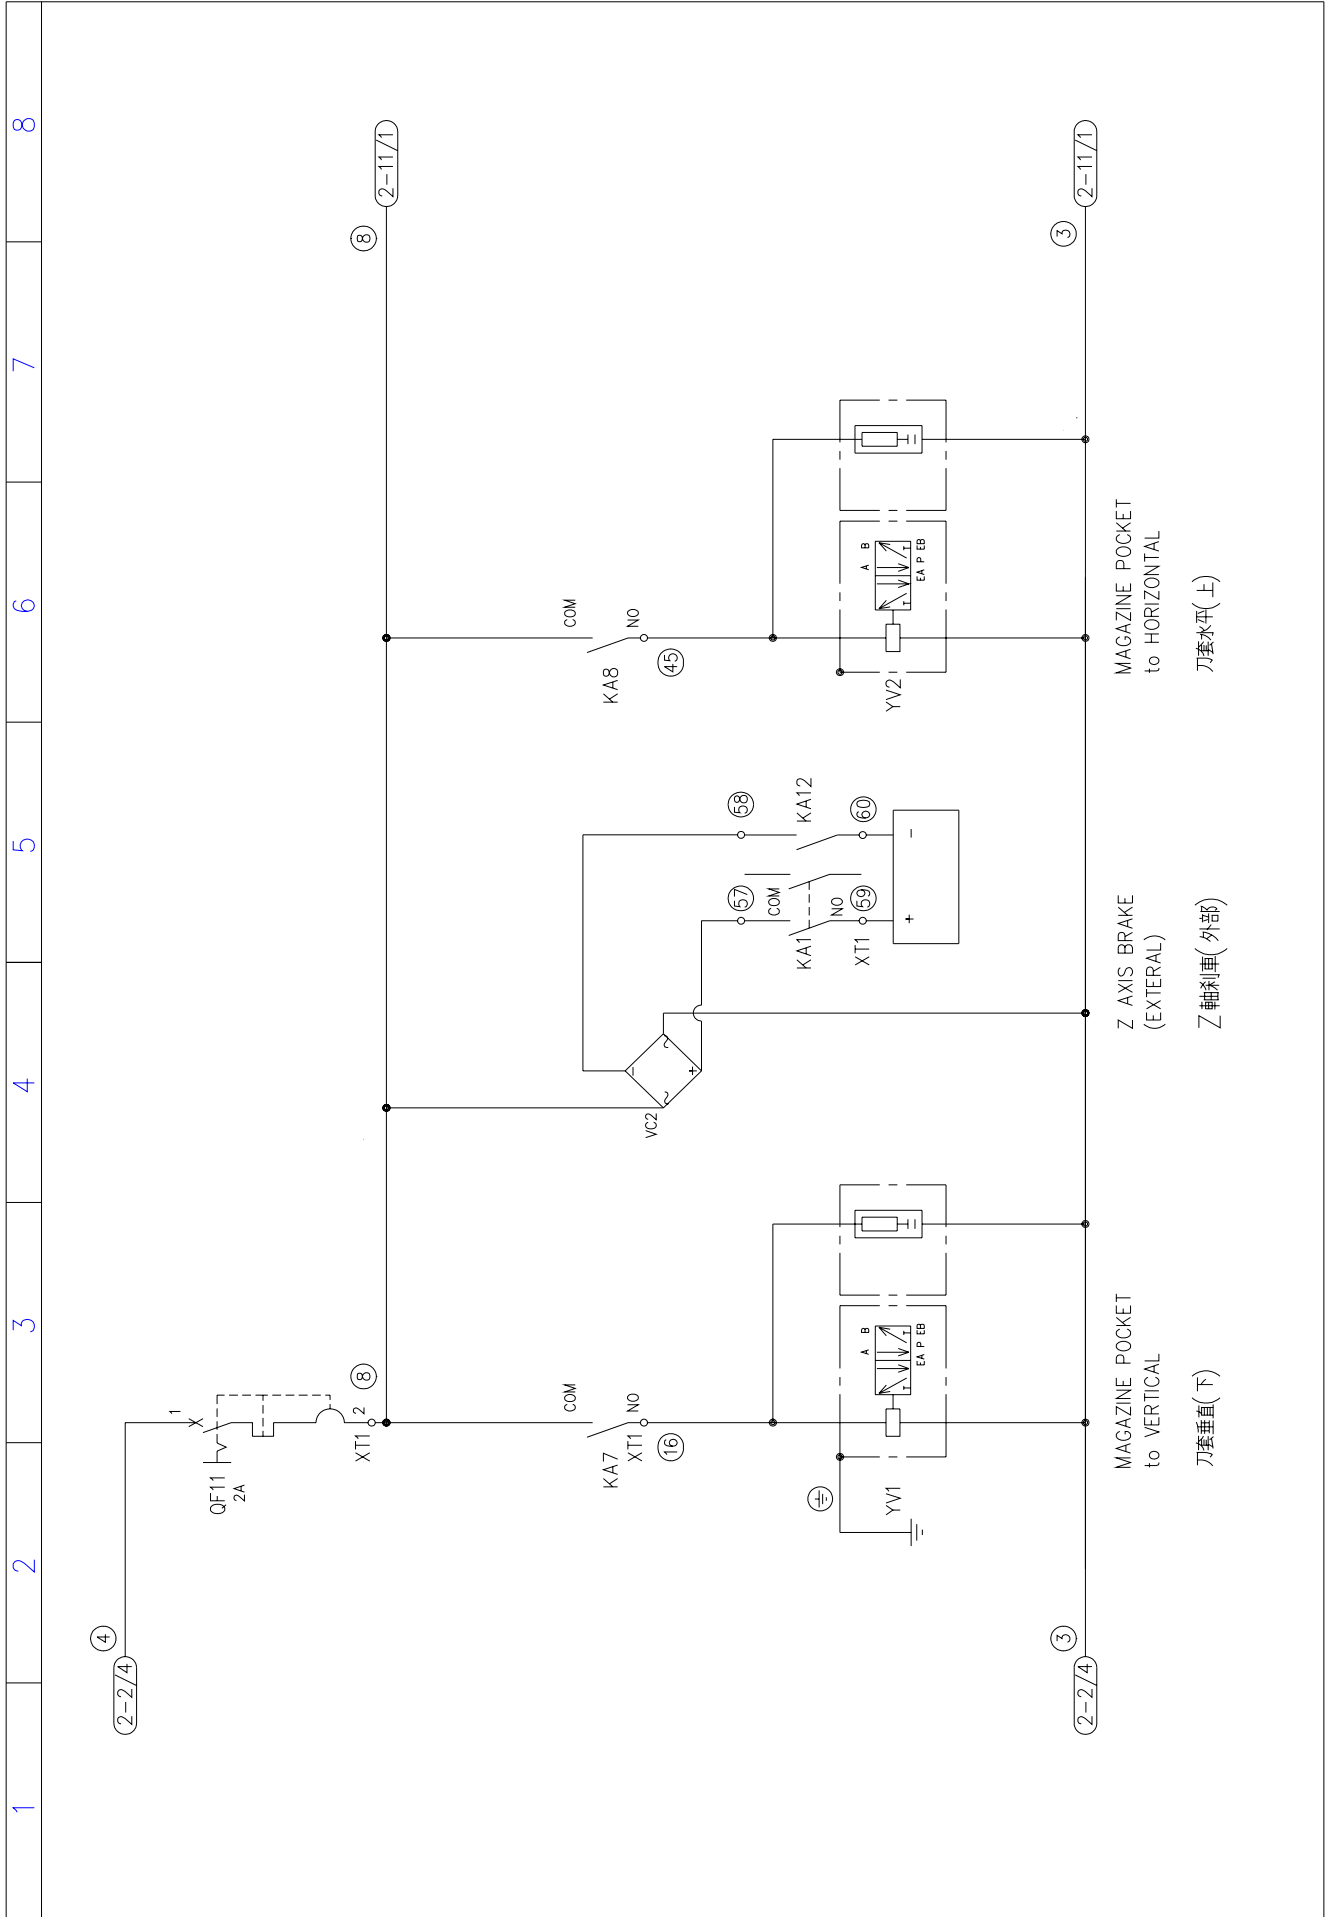 1
2
3
4
5
6
7
8
2-2/4
4
QF11
2A
1
2
XT1
8
8
2-11/1
COM
NO
KA7
XT1
16
YV1
A B
EA P EB
VC2
~
~
-
+
57
58
COM
NO
KA1
KA12
XT1
59
60
+
-
COM
NO
KA8
45
YV2
A B
EA P EB
2-2/4
3
3
2-11/1
MAGAZINE POCKET
to VERTICAL
刀套垂直(下)
Z AXIS BRAKE
(EXTERAL)
Z軸刹車(外部)
MAGAZINE POCKET
to HORIZONTAL
刀套水平(上)